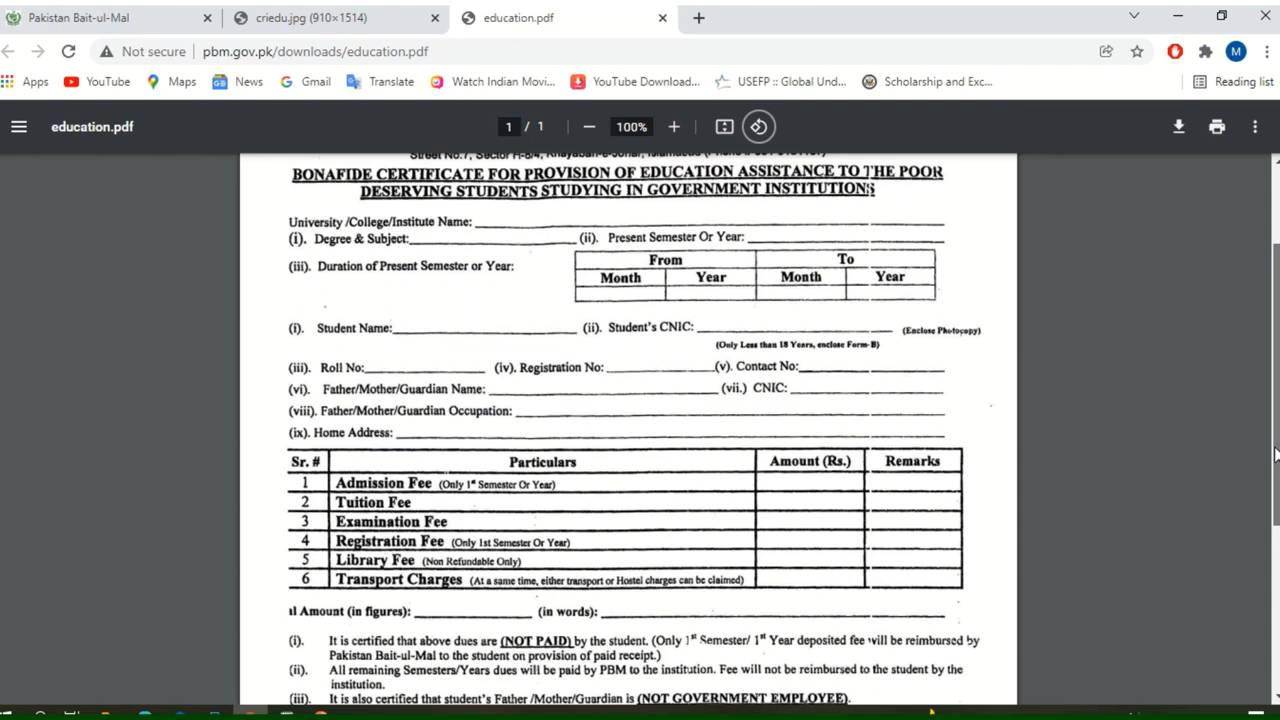 Pakistan Bait-ul-Mal
criedu.jpg (910×1514)
education.pdf
Not secure
pbm.gov.pk/downloads/education.pdf
M
Apps
YouTube
Maps
News
Gmail
Translate
Watch Indian Movi...
YouTube Download...
USEFP :: Global Und...
Scholarship and Exc...
Reading list
education.pdf
1 / 1
100%
BONAFIDE CERTIFICATE FOR PROVISION OF EDUCATION ASSISTANCE TO THE POOR
DESERVING STUDENTS STUDYING IN GOVERNMENT INSTITUTIONS
University /College/Institute Name:
(i). Degree & Subject: (ii). Present Semester Or Year:
(iii). Duration of Present Semester or Year:
From To
Month Year Month Year
(i). Student Name: (ii). Student's CNIC: (Enclose Photocopy)
(Only Less than 18 Years, enclose Form-B)
(iii). Roll No: (iv). Registration No: (v). Contact No:
(vi). Father/Mother/Guardian Name: (vii.) CNIC:
(viii). Father/Mother/Guardian Occupation:
(ix). Home Address:
Sr. # Particulars Amount (Rs.) Remarks
1 Admission Fee (Only 1st Semester Or Year)
2 Tuition Fee
3 Examination Fee
4 Registration Fee (Only 1st Semester Or Year)
5 Library Fee (Non Refundable Only)
6 Transport Charges (At a same time, either transport or Hostel charges can be claimed)
l Amount (in figures): (in words):
(i). It is certified that above dues are (NOT PAID) by the student. (Only 1st Semester/ 1st Year deposited fee will be reimbursed by
Pakistan Bait-ul-Mal to the student on provision of paid receipt.)
(ii). All remaining Semesters/Years dues will be paid by PBM to the institution. Fee will not be reimbursed to the student by the
institution.
(iii). It is also certified that student's Father /Mother/Guardian is (NOT GOVERNMENT EMPLOYEE).